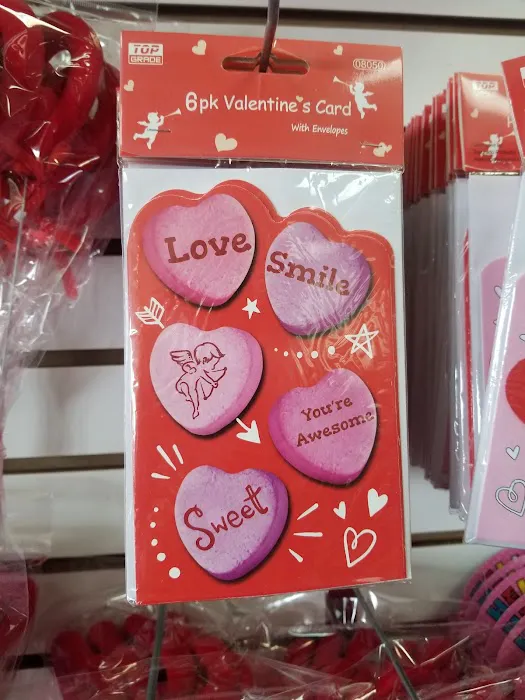 TOP
GRADE
08050
6pk Valentine's Card
With Envelopes
Love
Smile
You're
Awesome
Sweet